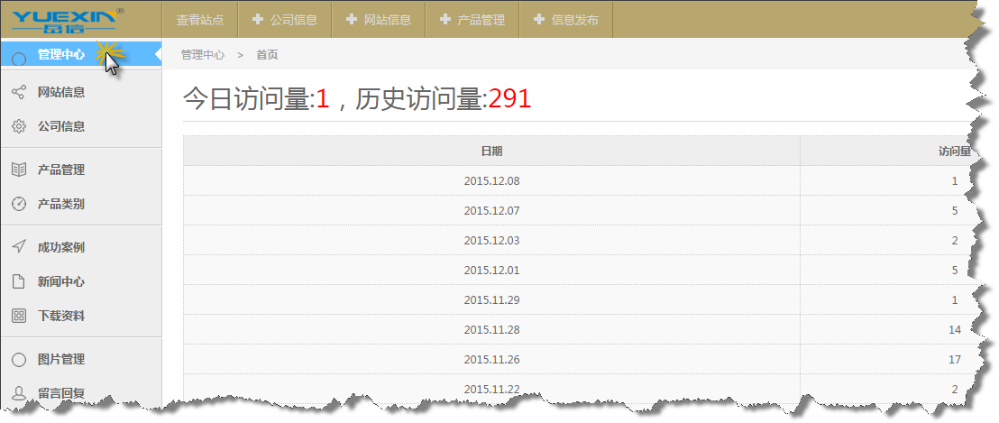 YUEXIN®
岳信
查看站点
公司信息
网站信息
产品管理
信息发布
管理中心
网站信息
公司信息
产品管理
产品类别
成功案例
新闻中心
下载资料
图片管理
留言回复
管理中心 > 首页
今日访问量:1，历史访问量:291
日期 访问量
2015.12.08 1
2015.12.07 5
2015.12.03 2
2015.12.01 5
2015.11.29 1
2015.11.28 14
2015.11.26 17
2015.11.22 2